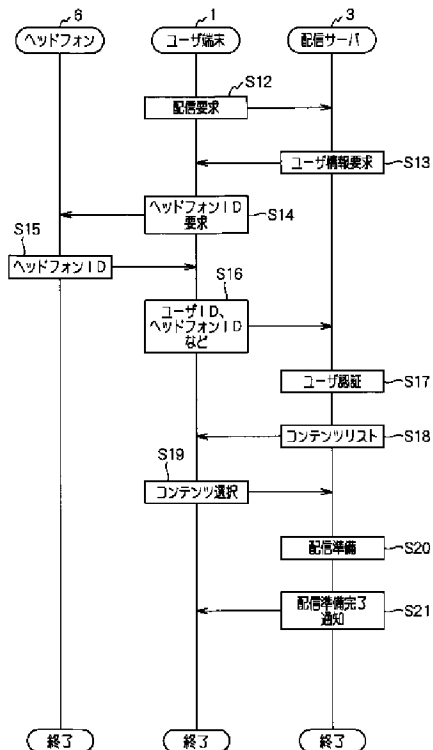 6
1
3
ヘッドフォン
ユーザ端末
配信サーバ
S12
配信要求
ユーザ情報要求
S13
ヘッドフォンID
要求
S14
S15
ヘッドフォンID
S16
ユーザID、
ヘッドフォンID
など
ユーザ認証
S17
コンテンツリスト
S18
S19
コンテンツ選択
配信準備
S20
配信準備完了
通知
S21
終了
終了
終了